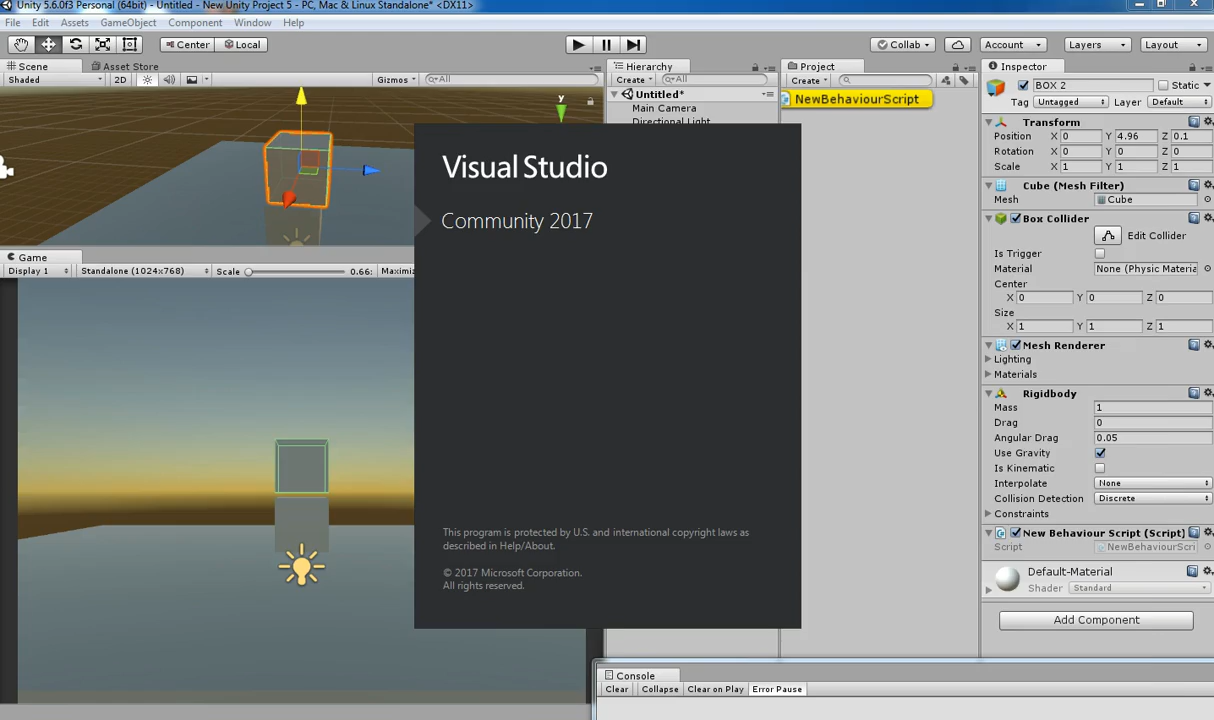 Unity 5.6.0f3 Personal (64bit) - Untitled - New Unity Project 5 - PC, Mac & Linux Standalone* <DX11>
File Edit Assets GameObject Component Window Help
Center Local Collab Account Layers Layout
Scene Asset Store
Shaded 2D Gizmos All
y
Game
Display 1 Standalone (1024x768) Scale 0.66: Maximiz
Hierarchy
Create All
Untitled*
Main Camera
Directional Light
Project
Create
NewBehaviourScript
Visual Studio
Community 2017
This program is protected by U.S. and international copyright laws as
described in Help/About.
© 2017 Microsoft Corporation.
All rights reserved.
Inspector
BOX 2 Static
Tag Untagged Layer Default
Transform
Position X 0 Y 4.96 Z 0.1
Rotation X 0 Y 0 Z 0
Scale X 1 Y 1 Z 1
Cube (Mesh Filter)
Mesh Cube
Box Collider
Edit Collider
Is Trigger
Material None (Physic Materia
Center
X 0 Y 0 Z 0
Size
X 1 Y 1 Z 1
Mesh Renderer
Lighting
Materials
Rigidbody
Mass 1
Drag 0
Angular Drag 0.05
Use Gravity
Is Kinematic
Interpolate None
Collision Detection Discrete
Constraints
New Behaviour Script (Script)
Script NewBehaviourScri
Default-Material
Shader Standard
Add Component
Console
Clear Collapse Clear on Play Error Pause